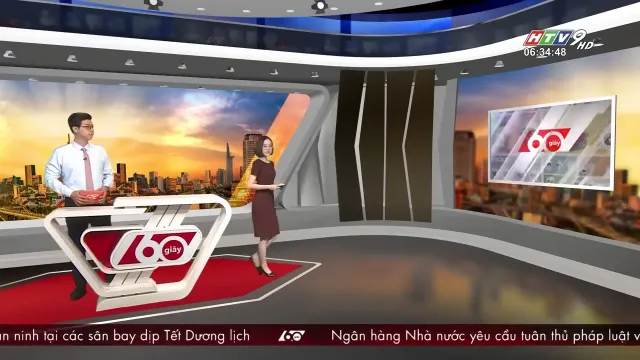 HTV9 HD
06:34:48
60 giây
60 giây
n ninh tại các sân bay dịp Tết Dương lịch 60 Ngân hàng Nhà nước yêu cầu tuân thủ pháp luật v